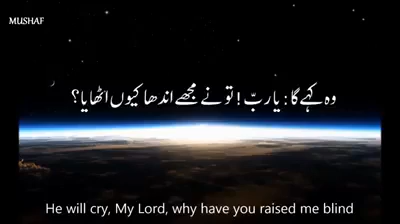 MUSHAF
وہ کہے گا : یا ربّ ! تو نے مجھے اندھا کیوں اٹھایا ؟
He will cry, My Lord, why have you raised me blind